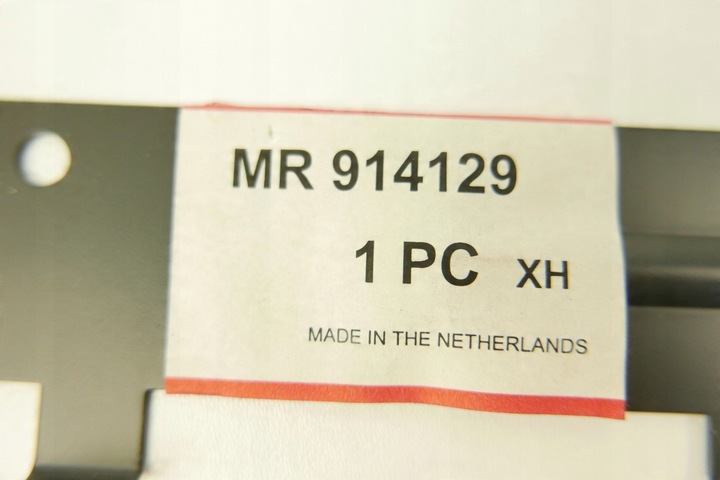 MR 914129
1 PC XH
MADE IN THE NETHERLANDS